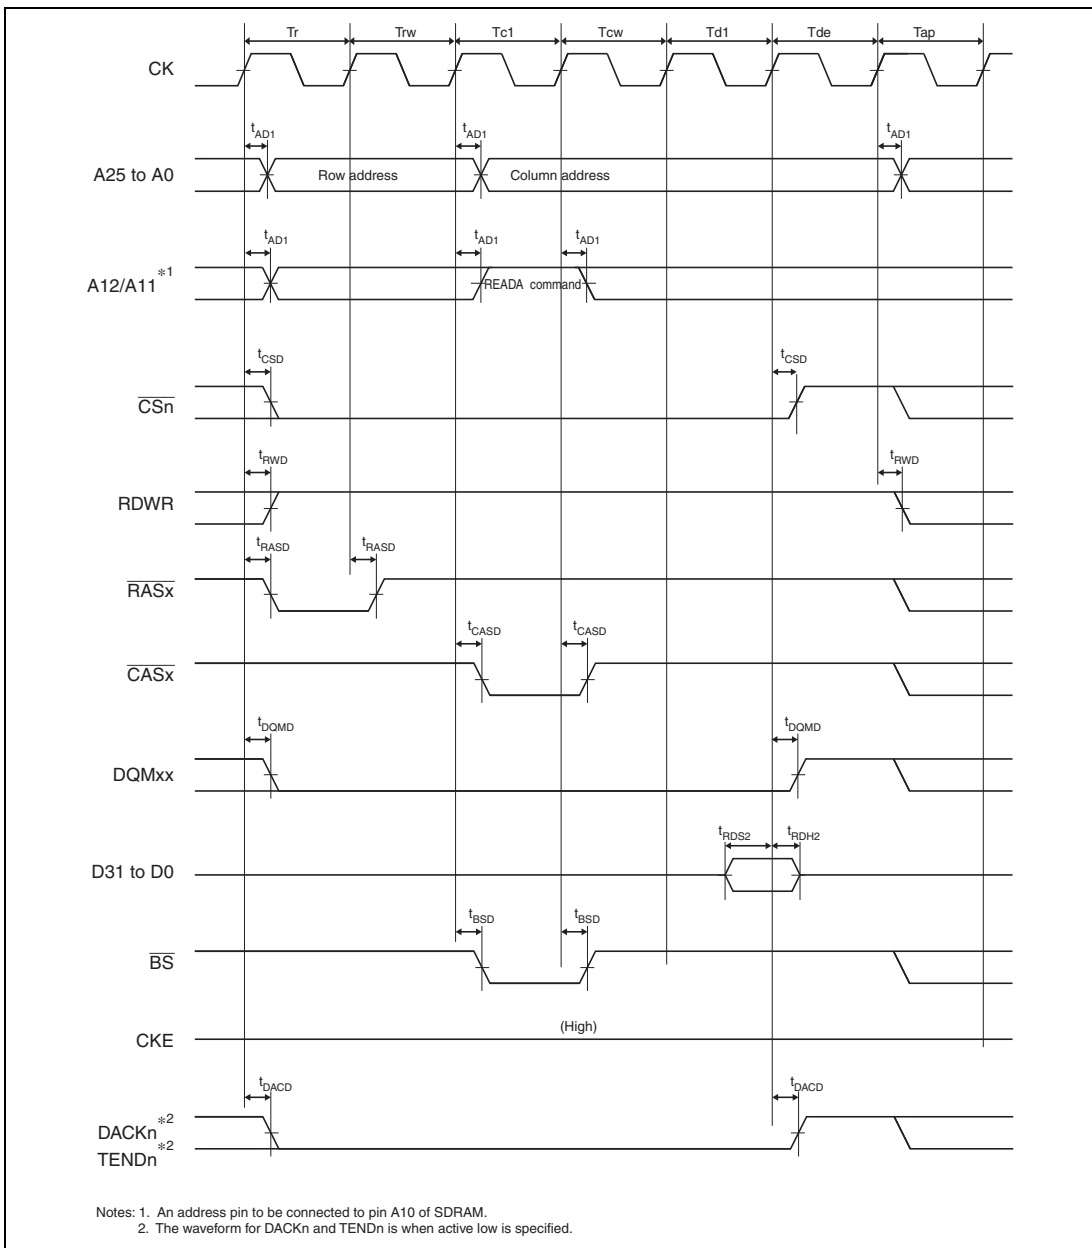 Tr Trw Tc1 Tcw Td1 Tde Tap
CK
tAD1 tAD1 tAD1
A25 to A0 Row address Column address
tAD1 tAD1 tAD1
A12/A11*1 READA command
tCSD tCSD
CSn
tRWD tRWD
RDWR
tRASD tRASD
RASx
tCASD tCASD
CASx
tDQMD tDQMD
DQMxx
tRDS2 tRDH2
D31 to D0
tBSD tBSD
BS
(High)
CKE
tDACD tDACD
DACKn*2
TENDn*2
Notes: 1. An address pin to be connected to pin A10 of SDRAM.
2. The waveform for DACKn and TENDn is when active low is specified.